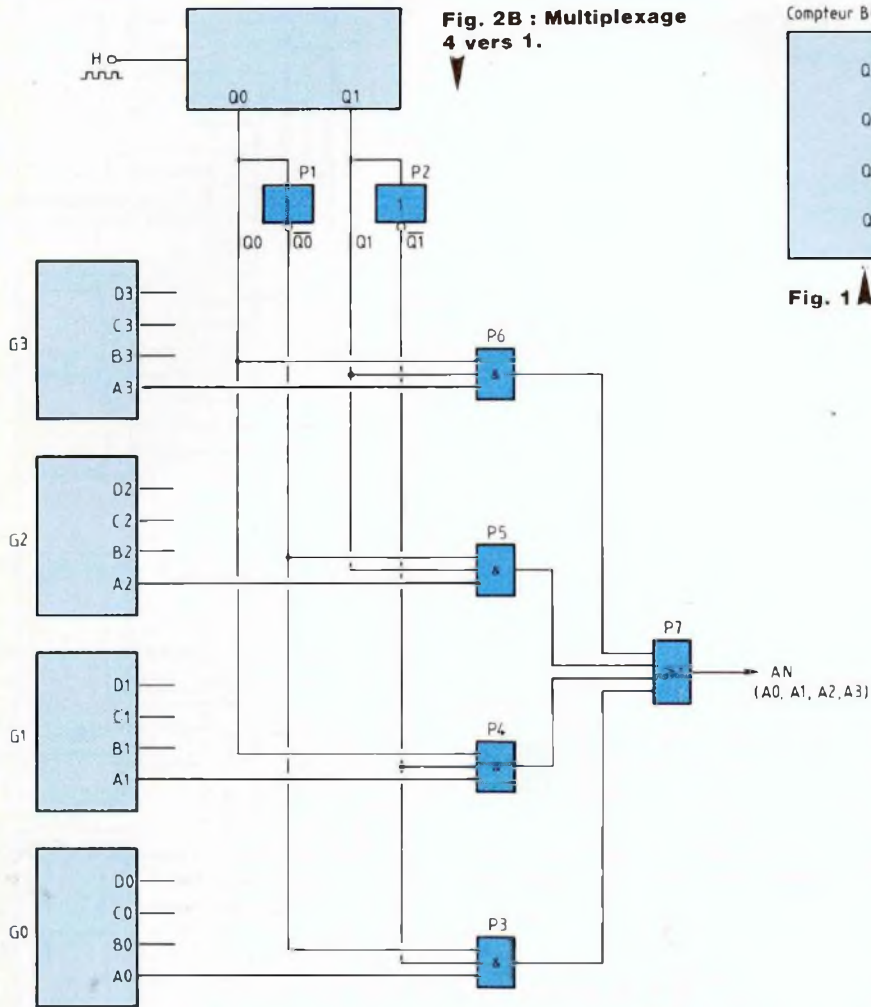 Fig. 2B : Multiplexage
4 vers 1.
Compteur B
H
Q0 Q1
Q
Q
Q
Q
Fig. 1
P1 P2
1
Q0 Q̅0̅ Q1 Q̅1̅
G3
D3
C3
B3
A3
P6
&
G2
D2
C2
B2
A2
P5
&
P7
AN
(A0, A1, A2, A3)
G1
D1
C1
B1
A1
P4
&
G0
D0
C0
B0
A0
P3
&